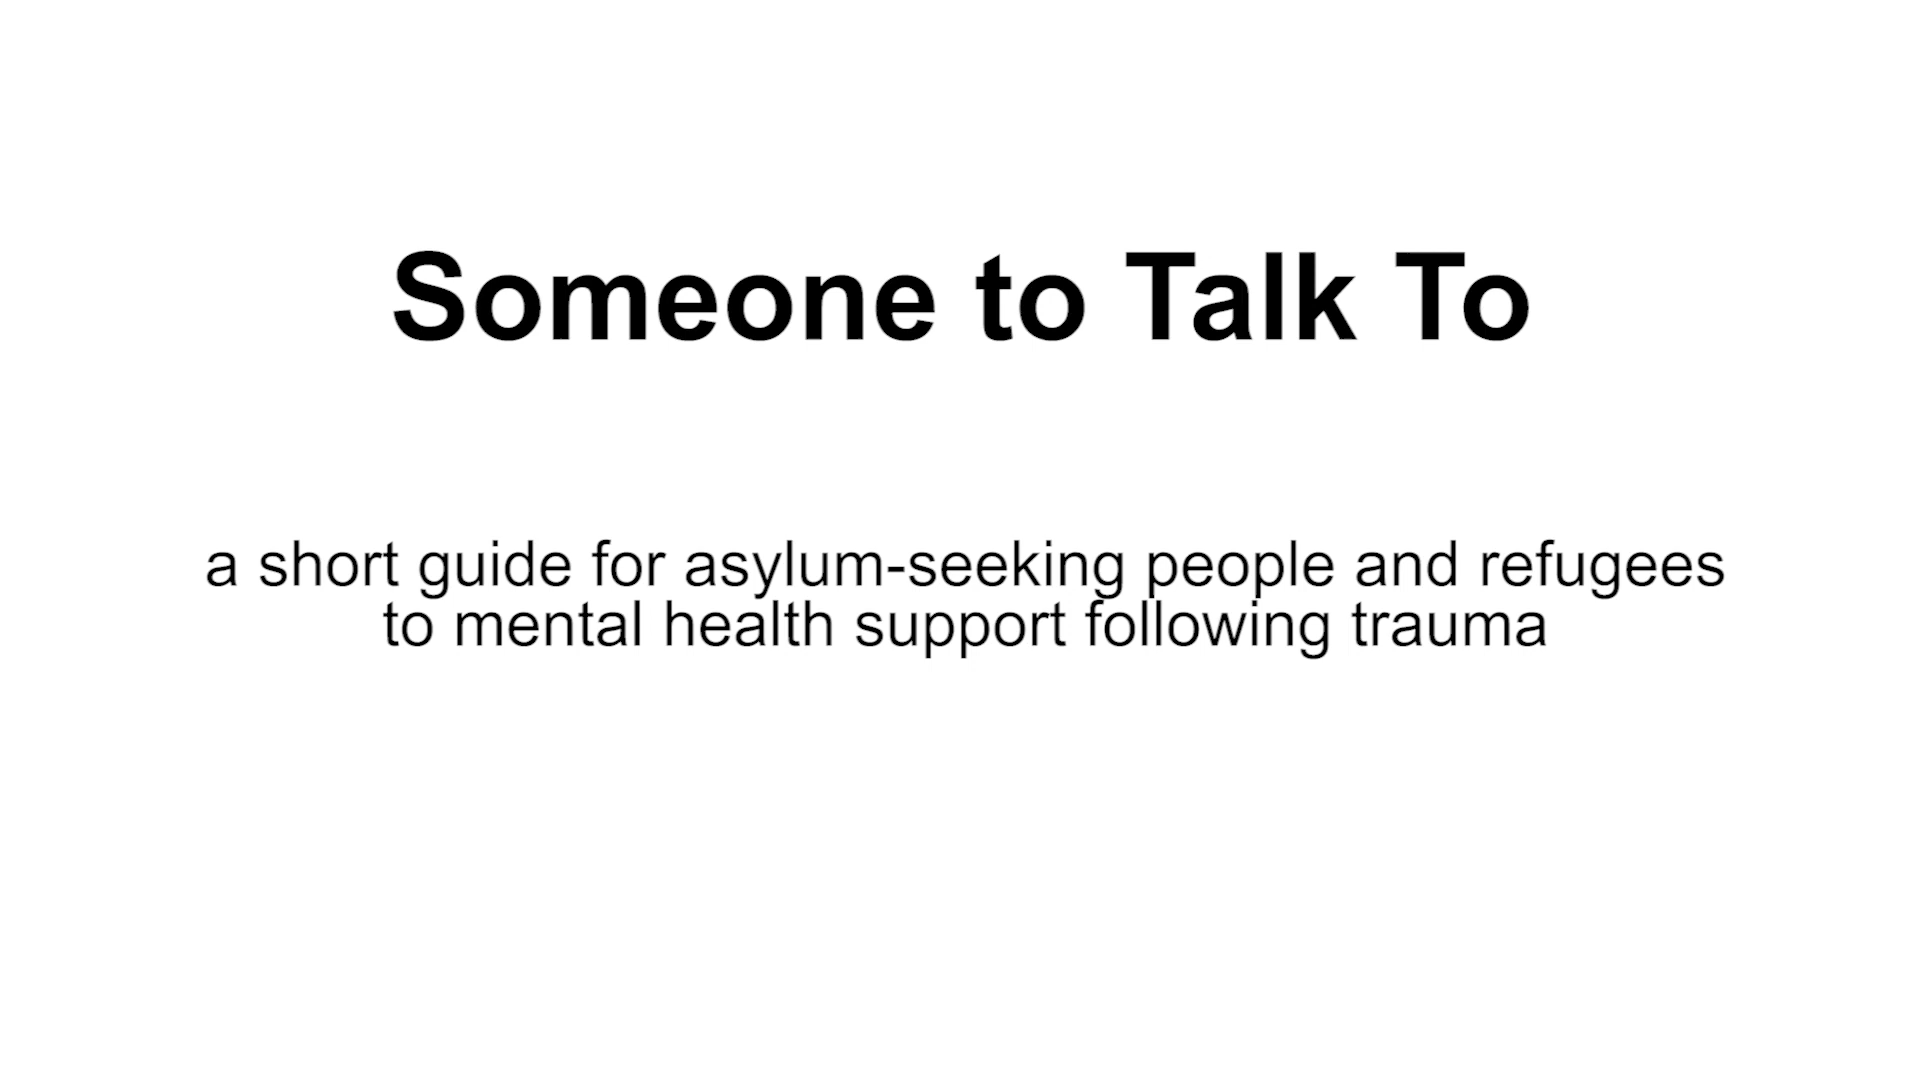 Someone to Talk To
a short guide for asylum-seeking people and refugees
to mental health support following trauma